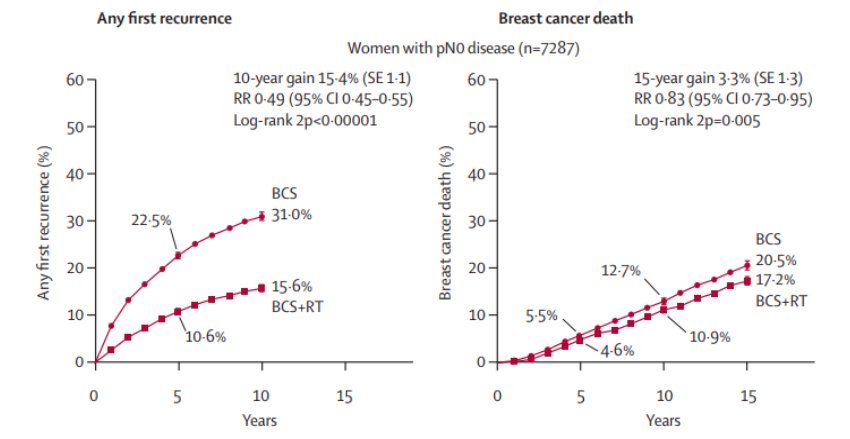 Any first recurrence
Breast cancer death
Women with pN0 disease (n=7287)
Any first recurrence (%)
60
50
40
30
20
10
0
10-year gain 15·4% (SE 1·1)
RR 0·49 (95% CI 0·45–0·55)
Log-rank 2p<0·00001
BCS
31·0%
22·5%
15·6%
BCS+RT
10·6%
0
5
10
15
Years
Breast cancer death (%)
60
50
40
30
20
10
0
15-year gain 3·3% (SE 1·3)
RR 0·83 (95% CI 0·73–0·95)
Log-rank 2p=0·005
BCS
20·5%
12·7%
17·2%
BCS+RT
5·5%
10·9%
4·6%
0
5
10
15
Years